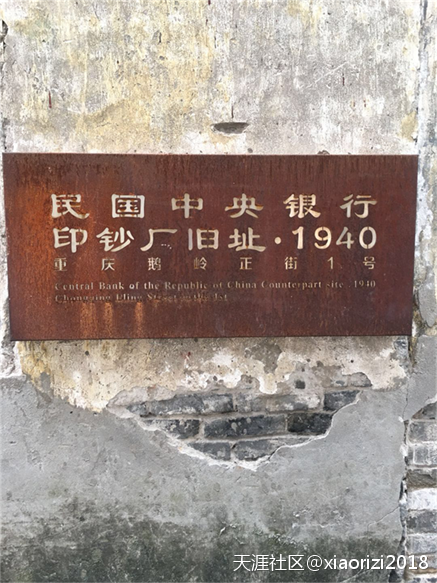 民国中央银行
印钞厂旧址·1940
重庆鹅岭正街1号
Central Bank of the Republic of China Counterpart site 1940
天涯社区@xiaorizi2018